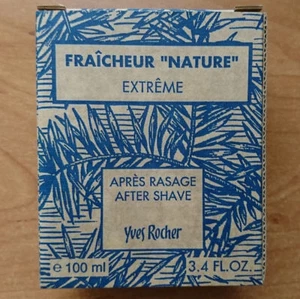 FRAÎCHEUR "NATURE"
EXTRÊME
APRÈS RASAGE
AFTER SHAVE
Yves Rocher
e 100 ml 3.4 FL.OZ.